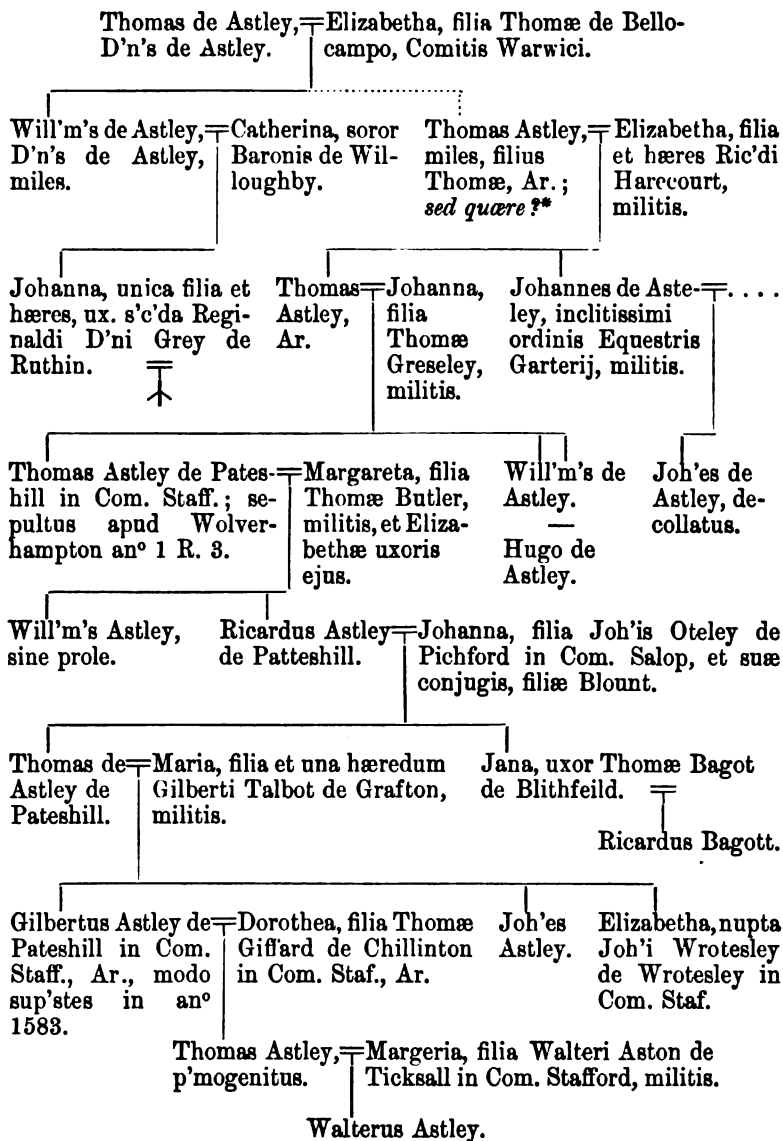 Thomas de Astley,
D'n's de Astley.
Elizabetha, filia Thomæ de Bello-
campo, Comitis Warwici.
Will'm's de Astley,
D'n's de Astley,
miles.
Catherina, soror
Baronis de Wil-
loughby.
Thomas Astley,
miles, filius
Thomæ, Ar. ;
sed quære ?*
Elizabetha, filia
et hæres Ric'di
Harecourt,
militis.
Johanna, unica filia et
hæres, ux. s'c'da Regi-
naldi D'ni Grey de
Ruthin.
Thomas
Astley,
Ar.
Johanna,
filia
Thomæ
Greseley,
militis.
Johannes de Aste-
ley, inclitissimi
ordinis Equestris
Garterij, militis.
. . . .
Thomas Astley de Pates-
hill in Com. Staff. ; se-
pultus apud Wolver-
hampton anº 1 R. 3.
Margareta, filia
Thomæ Butler,
militis, et Eliza-
bethæ uxoris
ejus.
Will'm's de
Astley.
—
Hugo de
Astley.
Joh'es de
Astley, de-
collatus.
Will'm's Astley,
sine prole.
Ricardus Astley
de Patteshill.
Johanna, filia Joh'is Oteley de
Pichford in Com. Salop, et suæ
conjugis, filiæ Blount.
Thomas de
Astley de
Pateshill.
Maria, filia et una hæredum
Gilberti Talbot de Grafton,
militis.
Jana, uxor Thomæ Bagot
de Blithfeild.
Ricardus Bagott.
Gilbertus Astley de
Pateshill in Com.
Staff., Ar., modo
sup'stes in anº
1583.
Dorothea, filia Thomæ
Giffard de Chillinton
in Com. Staf., Ar.
Joh'es
Astley.
Elizabetha, nupta
Joh'i Wrotesley
de Wrotesley in
Com. Staf.
Thomas Astley,
p'mogenitus.
Margeria, filia Walteri Aston de
Ticksall in Com. Stafford, militis.
Walterus Astley.